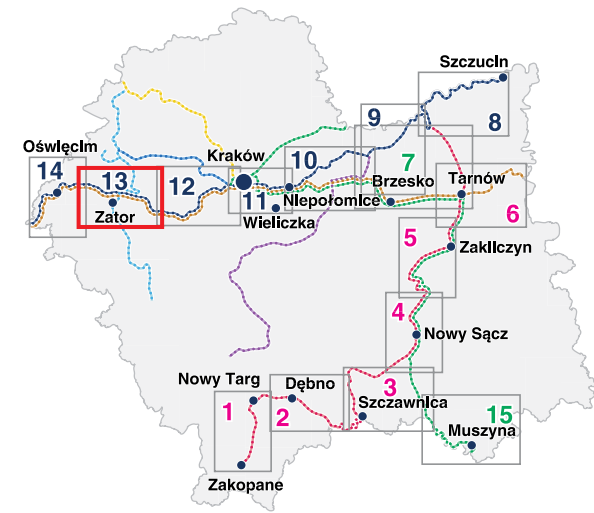 Szczucin
9
8
Oświęcim
Kraków
7
14
13
12
10
Brzesko
Tarnów
11
Niepołomice
Zator
Wieliczka
6
5
Zakliczyn
4
Nowy Sącz
Nowy Targ
Dębno
3
1
2
Szczawnica
15
Muszyna
Zakopane